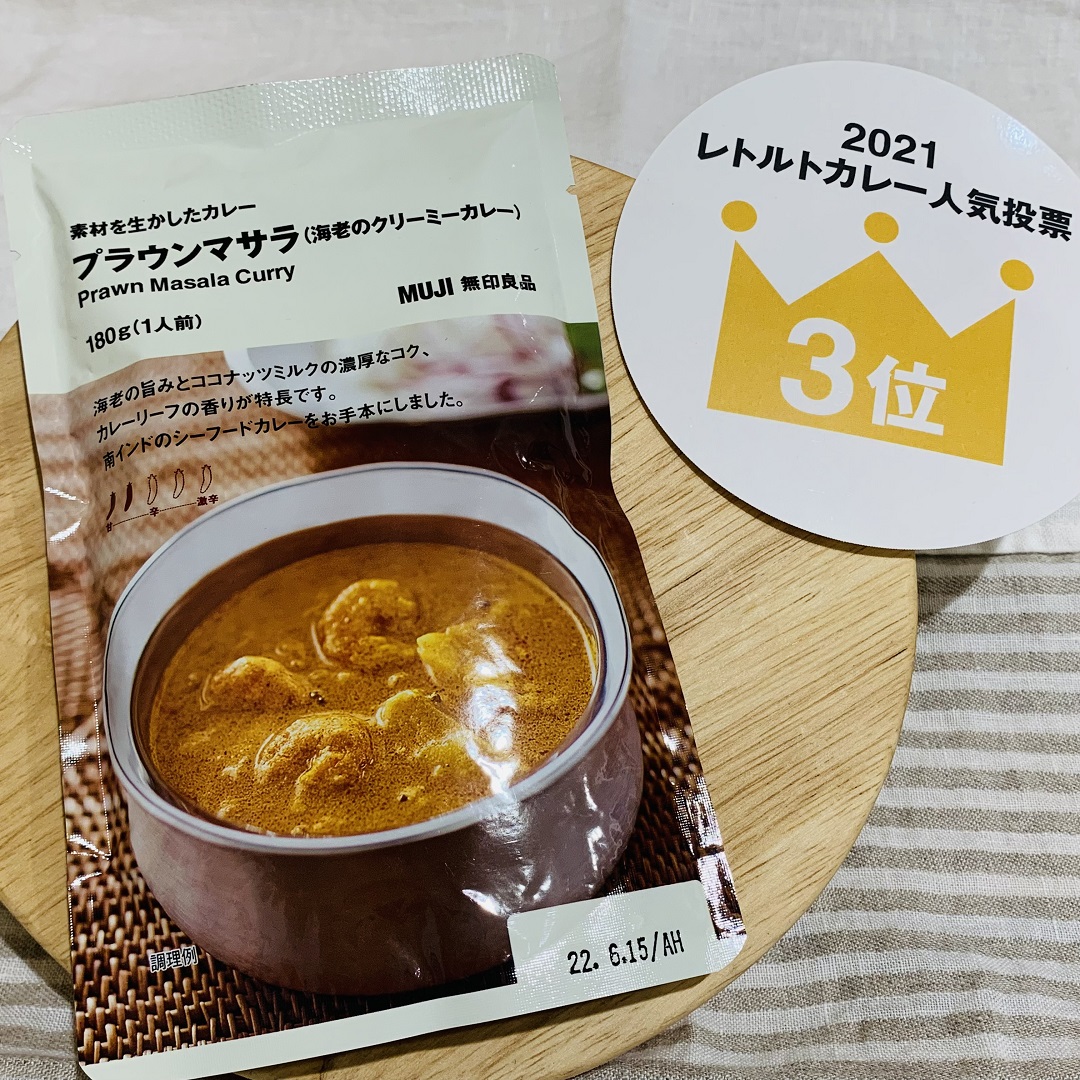 素材を生かしたカレー
プラウンマサラ(海老のクリーミーカレー)
Prawn Masala Curry
MUJI 無印良品
180g(1人前)
海老の旨みとココナッツミルクの濃厚なコク、
カレーリーフの香りが特長です。
南インドのシーフードカレーをお手本にしました。
甘 辛 激辛
調理例
22. 6.15/AH
2021
レトルトカレー人気投票
3位